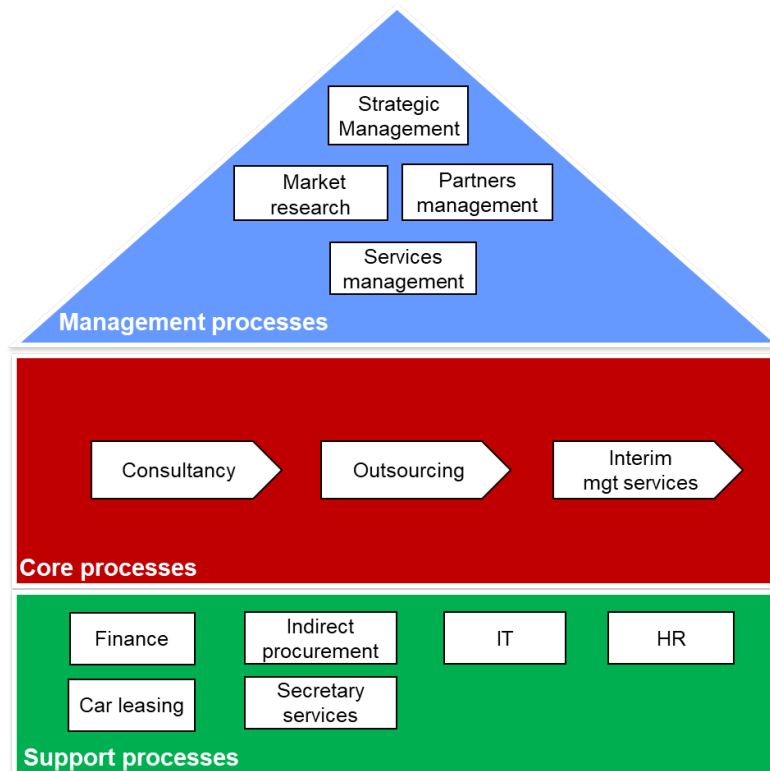 Strategic
Management
Market
research
Partners
management
Services
management
Management processes
Consultancy
Outsourcing
Interim
mgt services
Core processes
Finance
Indirect
procurement
IT
HR
Car leasing
Secretary
services
Support processes